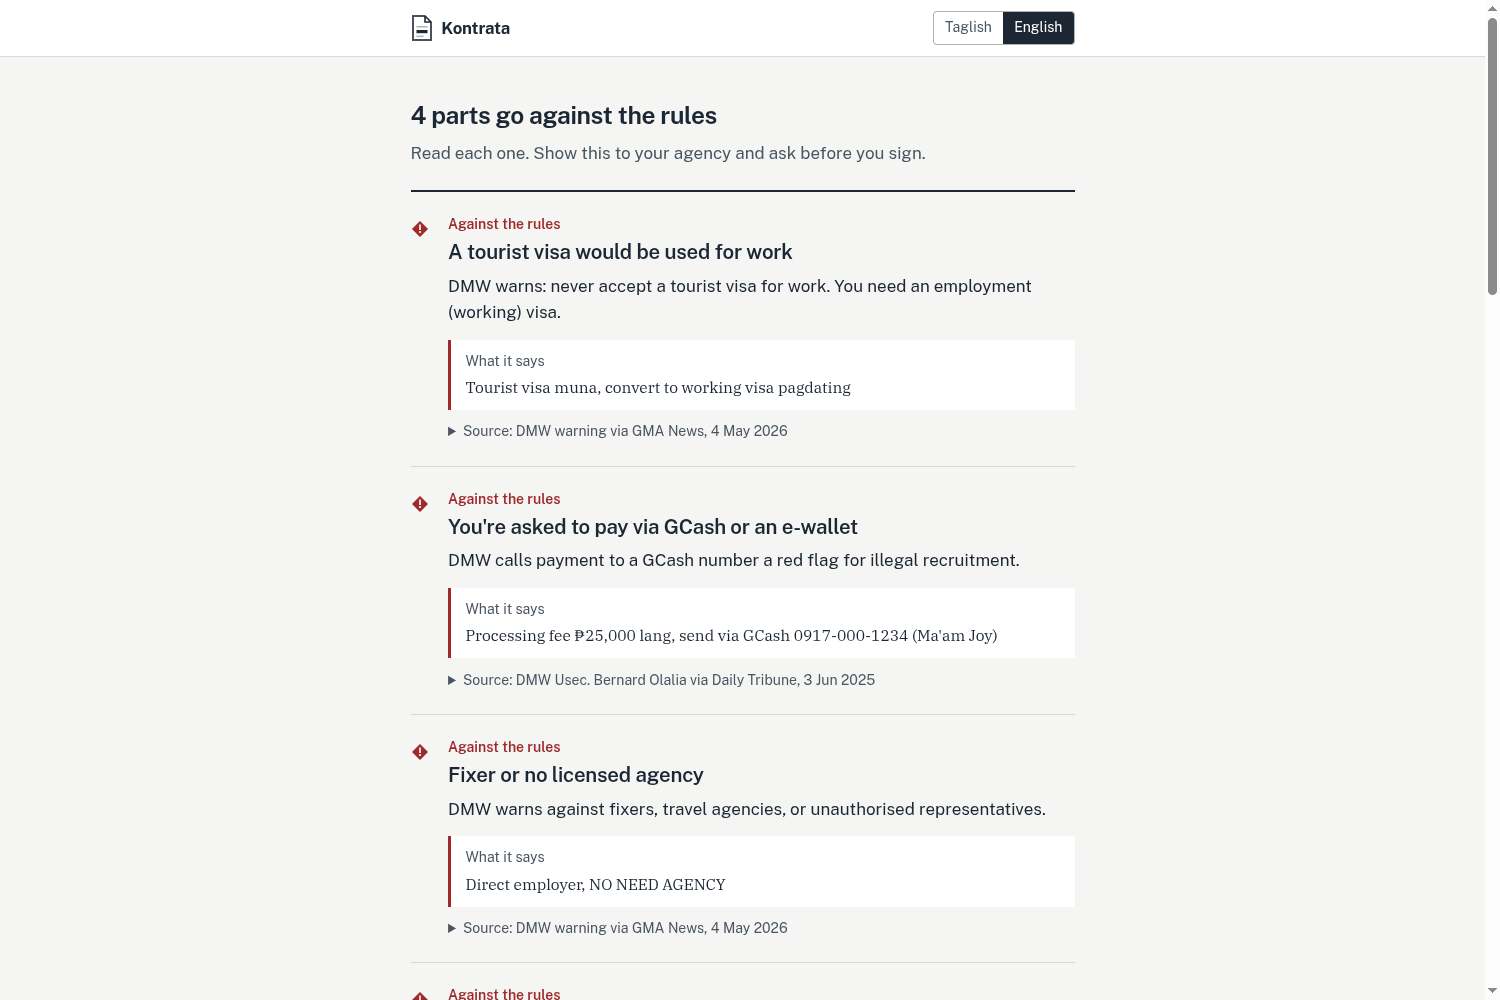 Kontrata
Taglish
English
4 parts go against the rules
Read each one. Show this to your agency and ask before you sign.
Against the rules
A tourist visa would be used for work
DMW warns: never accept a tourist visa for work. You need an employment
(working) visa.
What it says
Tourist visa muna, convert to working visa pagdating
Source: DMW warning via GMA News, 4 May 2026
Against the rules
You're asked to pay via GCash or an e-wallet
DMW calls payment to a GCash number a red flag for illegal recruitment.
What it says
Processing fee ₱25,000 lang, send via GCash 0917-000-1234 (Ma'am Joy)
Source: DMW Usec. Bernard Olalia via Daily Tribune, 3 Jun 2025
Against the rules
Fixer or no licensed agency
DMW warns against fixers, travel agencies, or unauthorised representatives.
What it says
Direct employer, NO NEED AGENCY
Source: DMW warning via GMA News, 4 May 2026
Against the rules